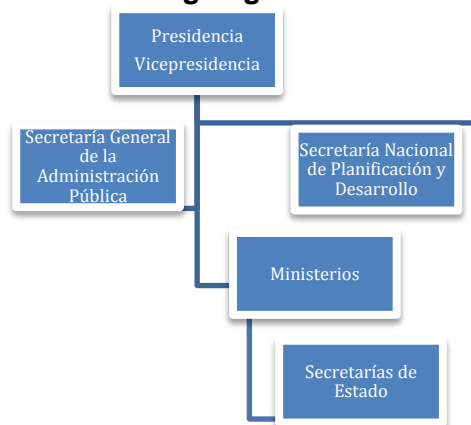 Presidencia
Vicepresidencia
Secretaría General
de la
Administración
Pública
Secretaría Nacional
de Planificación y
Desarrollo
Ministerios
Secretarías de
Estado